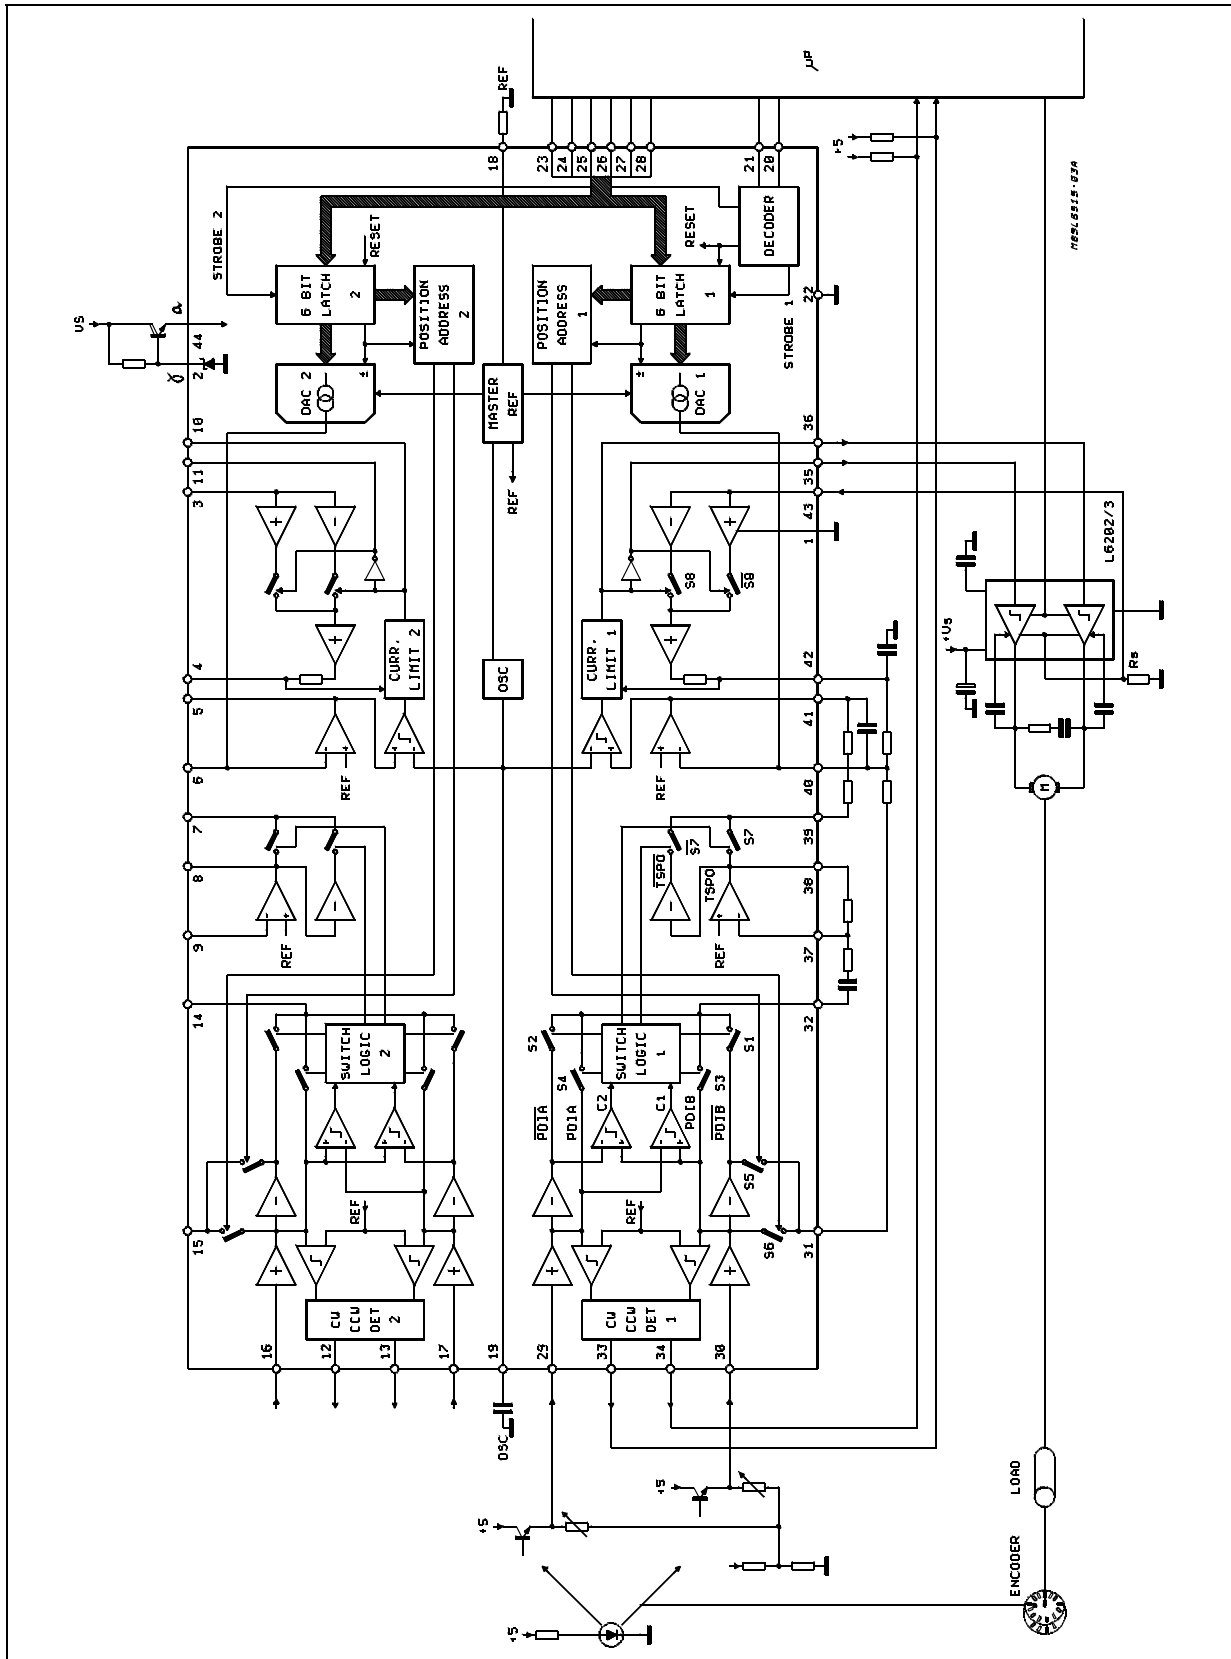 µP
REF
18
23
24
25
26
27
28
21
20
+5
M89L6515-03A
STROBE 2
RESET
RESET
DECODER
6 BIT
LATCH
2
POSITION
ADDRESS
2
POSITION
ADDRESS
1
6 BIT
LATCH
1
STROBE 1
22
VS
44
2
DAC 2
±
MASTER
REF
REF
±
DAC 1
10
11
3
36
35
43
1
L6202/3
S8
S8
CURR.
LIMIT 2
OSC
CURR.
LIMIT 1
4
5
6
42
41
40
+Vs
Rs
REF
REF
M
7
8
9
S7
S7
TSPO
TSPO
REF
REF
39
38
37
14
32
SWITCH
LOGIC
2
SWITCH
LOGIC
1
S2
S4
S1
S3
C2
C1
PDIA
PDIA
PDIB
PDIB
S5
S6
REF
REF
15
31
CW
CCW
DET
2
CW
CCW
DET
1
16
12
13
17
19
29
33
34
30
OSC
+5
+5
+5
LOAD
ENCODER